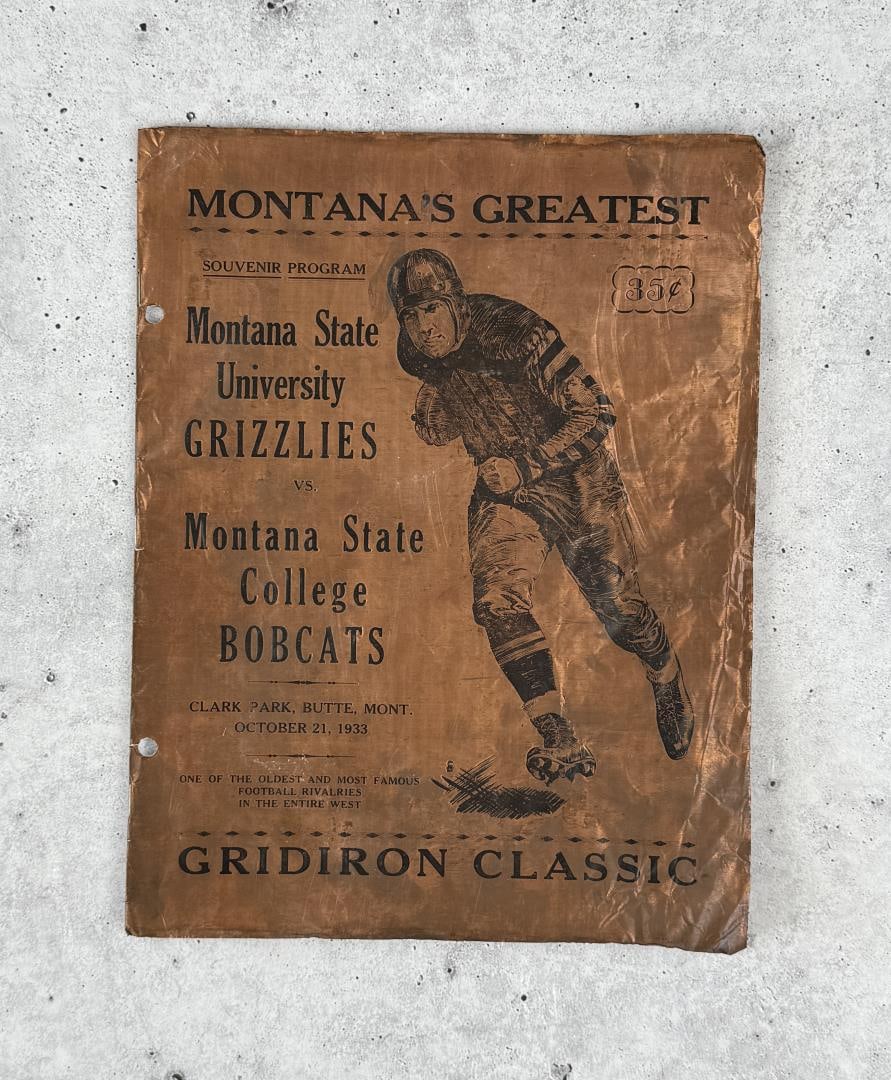 MONTANA'S GREATEST
SOUVENIR PROGRAM
35¢
Montana State
University
GRIZZLIES
VS.
Montana State
College
BOBCATS
CLARK PARK, BUTTE, MONT.
OCTOBER 21, 1933
ONE OF THE OLDEST AND MOST FAMOUS
FOOTBALL RIVALRIES
IN THE ENTIRE WEST
GRIDIRON CLASSIC